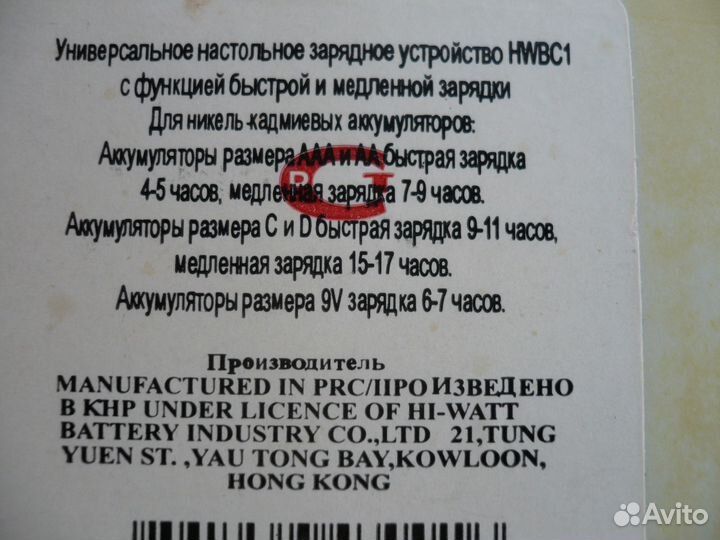 Универсальное настольное зарядное устройство HWBC1
с функцией быстрой и медленной зарядки
Для никель-кадмиевых аккумуляторов:
Аккумуляторы размера AAA и AA быстрая зарядка
4-5 часов, медленная зарядка 7-9 часов.
Аккумуляторы размера C и D быстрая зарядка 9-11 часов,
медленная зарядка 15-17 часов.
Аккумуляторы размера 9V зарядка 6-7 часов.
Производитель
MANUFACTURED IN PRC/ПРОИЗВЕДЕНО
В КНР UNDER LICENCE OF HI-WATT
BATTERY INDUSTRY CO.,LTD 21,TUNG
YUEN ST. ,YAU TONG BAY,KOWLOON,
HONG KONG
Avito